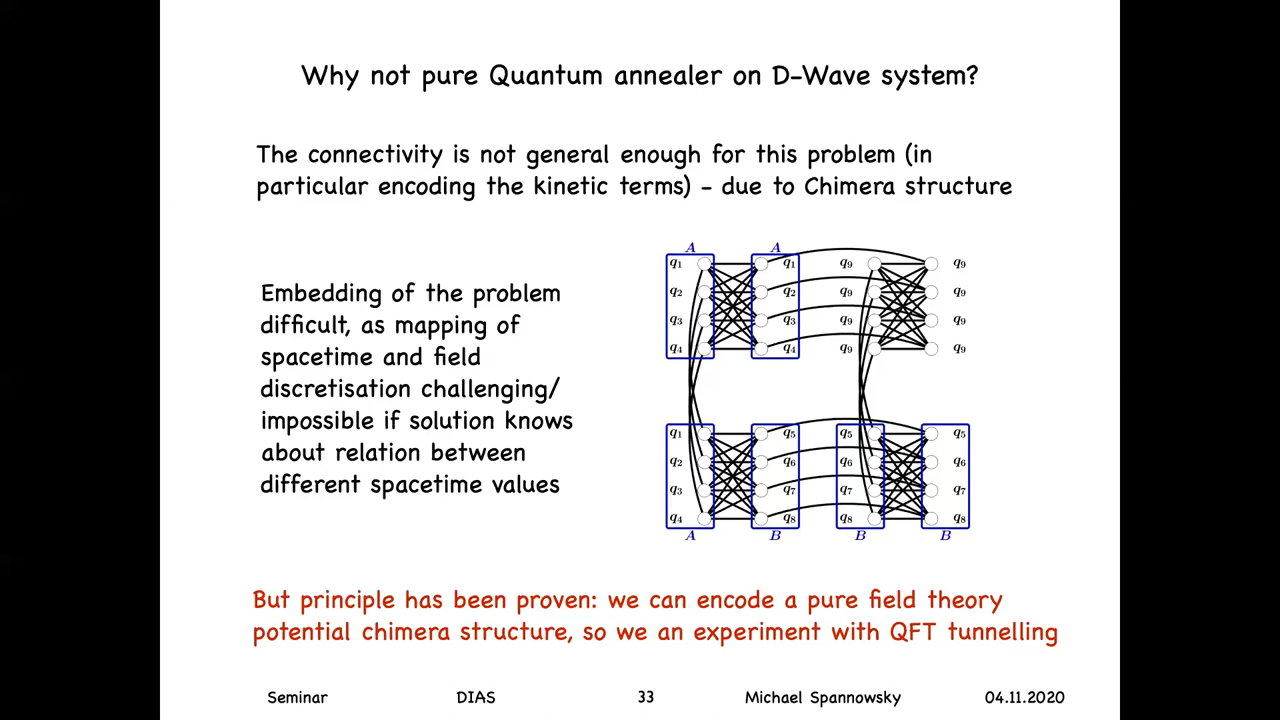 Why not pure Quantum annealer on D-Wave system?
The connectivity is not general enough for this problem (in
particular encoding the kinetic terms) - due to Chimera structure
Embedding of the problem
difficult, as mapping of
spacetime and field
discretisation challenging/
impossible if solution knows
about relation between
different spacetime values
A A
q1 q1 q9 q9
q2 q2 q9 q9
q3 q3 q9 q9
q4 q4 q9 q9
q1 q5 q5 q5
q2 q6 q6 q6
q3 q7 q7 q7
q4 q8 q8 q8
A B B B
But principle has been proven: we can encode a pure field theory
potential chimera structure, so we an experiment with QFT tunnelling
Seminar DIAS 33 Michael Spannowsky 04.11.2020